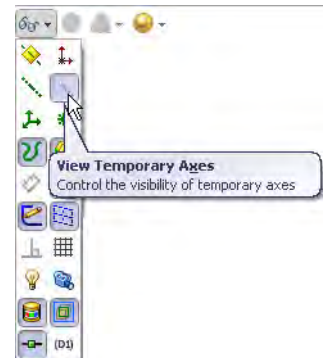 View Temporary Axes
Control the visibility of temporary axes
(D1)